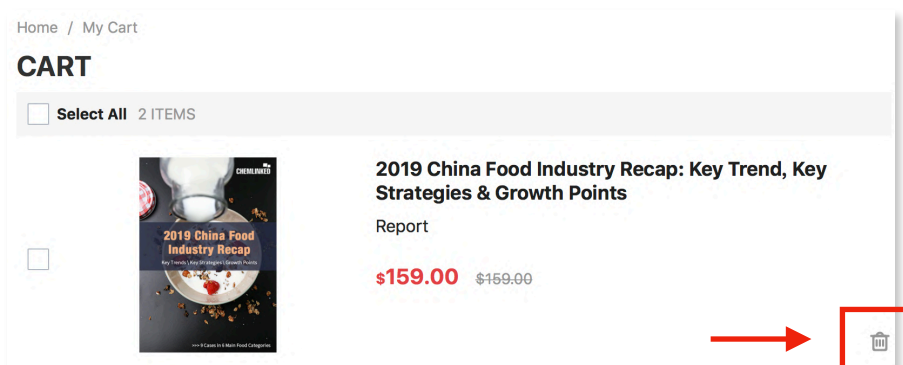 Home / My Cart
CART
Select All 2 ITEMS
CHEMLINKED
2019 China Food
Industry Recap
Key Trends \ Key Strategies \ Growth Points
>>> 9 Cases in 6 Main Food Categories
2019 China Food Industry Recap: Key Trend, Key
Strategies & Growth Points
Report
$159.00 $159.00